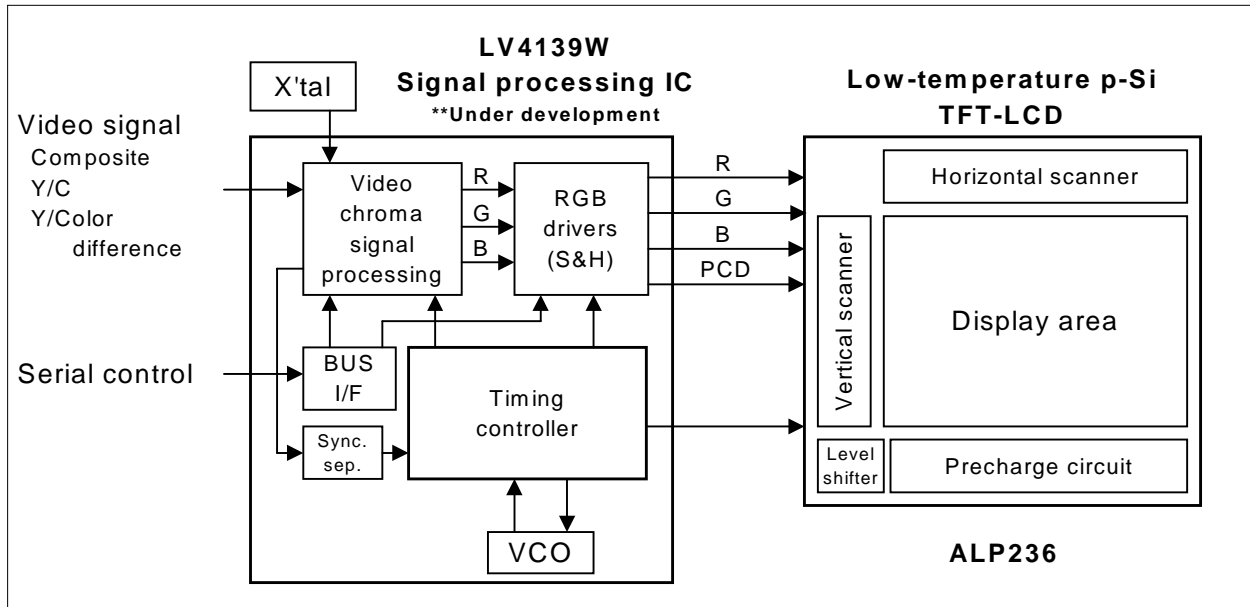 LV4139W
Signal processing IC
**Under development
Low-temperature p-Si
TFT-LCD
X'tal
Video signal
Composite
Y/C
Y/Color
difference
Video
chroma
signal
processing
R
G
B
RGB
drivers
(S&H)
R
G
B
PCD
Horizontal scanner
Vertical scanner
Display area
Serial control
BUS
I/F
Timing
controller
Sync.
sep.
Level
shifter
Precharge circuit
VCO
ALP236